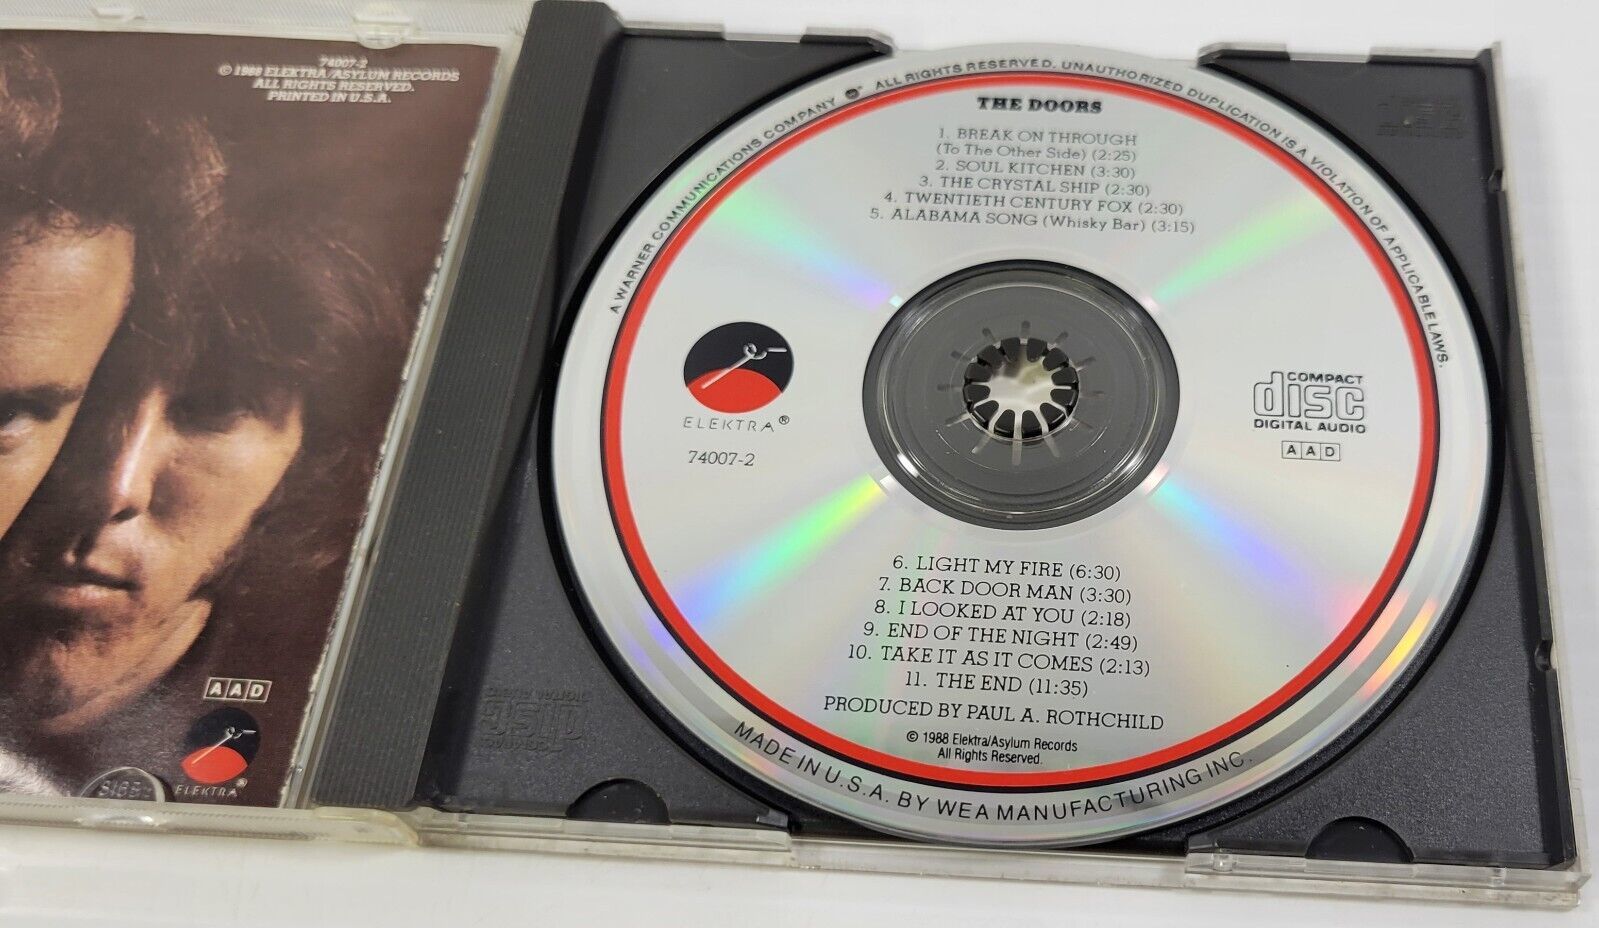 74007-2
© 1988 ELEKTRA/ASYLUM RECORDS
ALL RIGHTS RESERVED.
PRINTED IN U.S.A.
AAD
ELEKTRA®
A WARNER COMMUNICATIONS COMPANY ALL RIGHTS RESERVED. UNAUTHORIZED DUPLICATION IS A VIOLATION OF APPLICABLE LAWS.
THE DOORS
1. BREAK ON THROUGH
(To The Other Side) (2:25)
2. SOUL KITCHEN (3:30)
3. THE CRYSTAL SHIP (2:30)
4. TWENTIETH CENTURY FOX (2:30)
5. ALABAMA SONG (Whisky Bar) (3:15)
ELEKTRA®
74007-2
COMPACT
disc
DIGITAL AUDIO
AAD
6. LIGHT MY FIRE (6:30)
7. BACK DOOR MAN (3:30)
8. I LOOKED AT YOU (2:18)
9. END OF THE NIGHT (2:49)
10. TAKE IT AS IT COMES (2:13)
11. THE END (11:35)
PRODUCED BY PAUL A. ROTHCHILD
© 1988 Elektra/Asylum Records
All Rights Reserved.
MADE IN U.S.A. BY WEA MANUFACTURING INC.